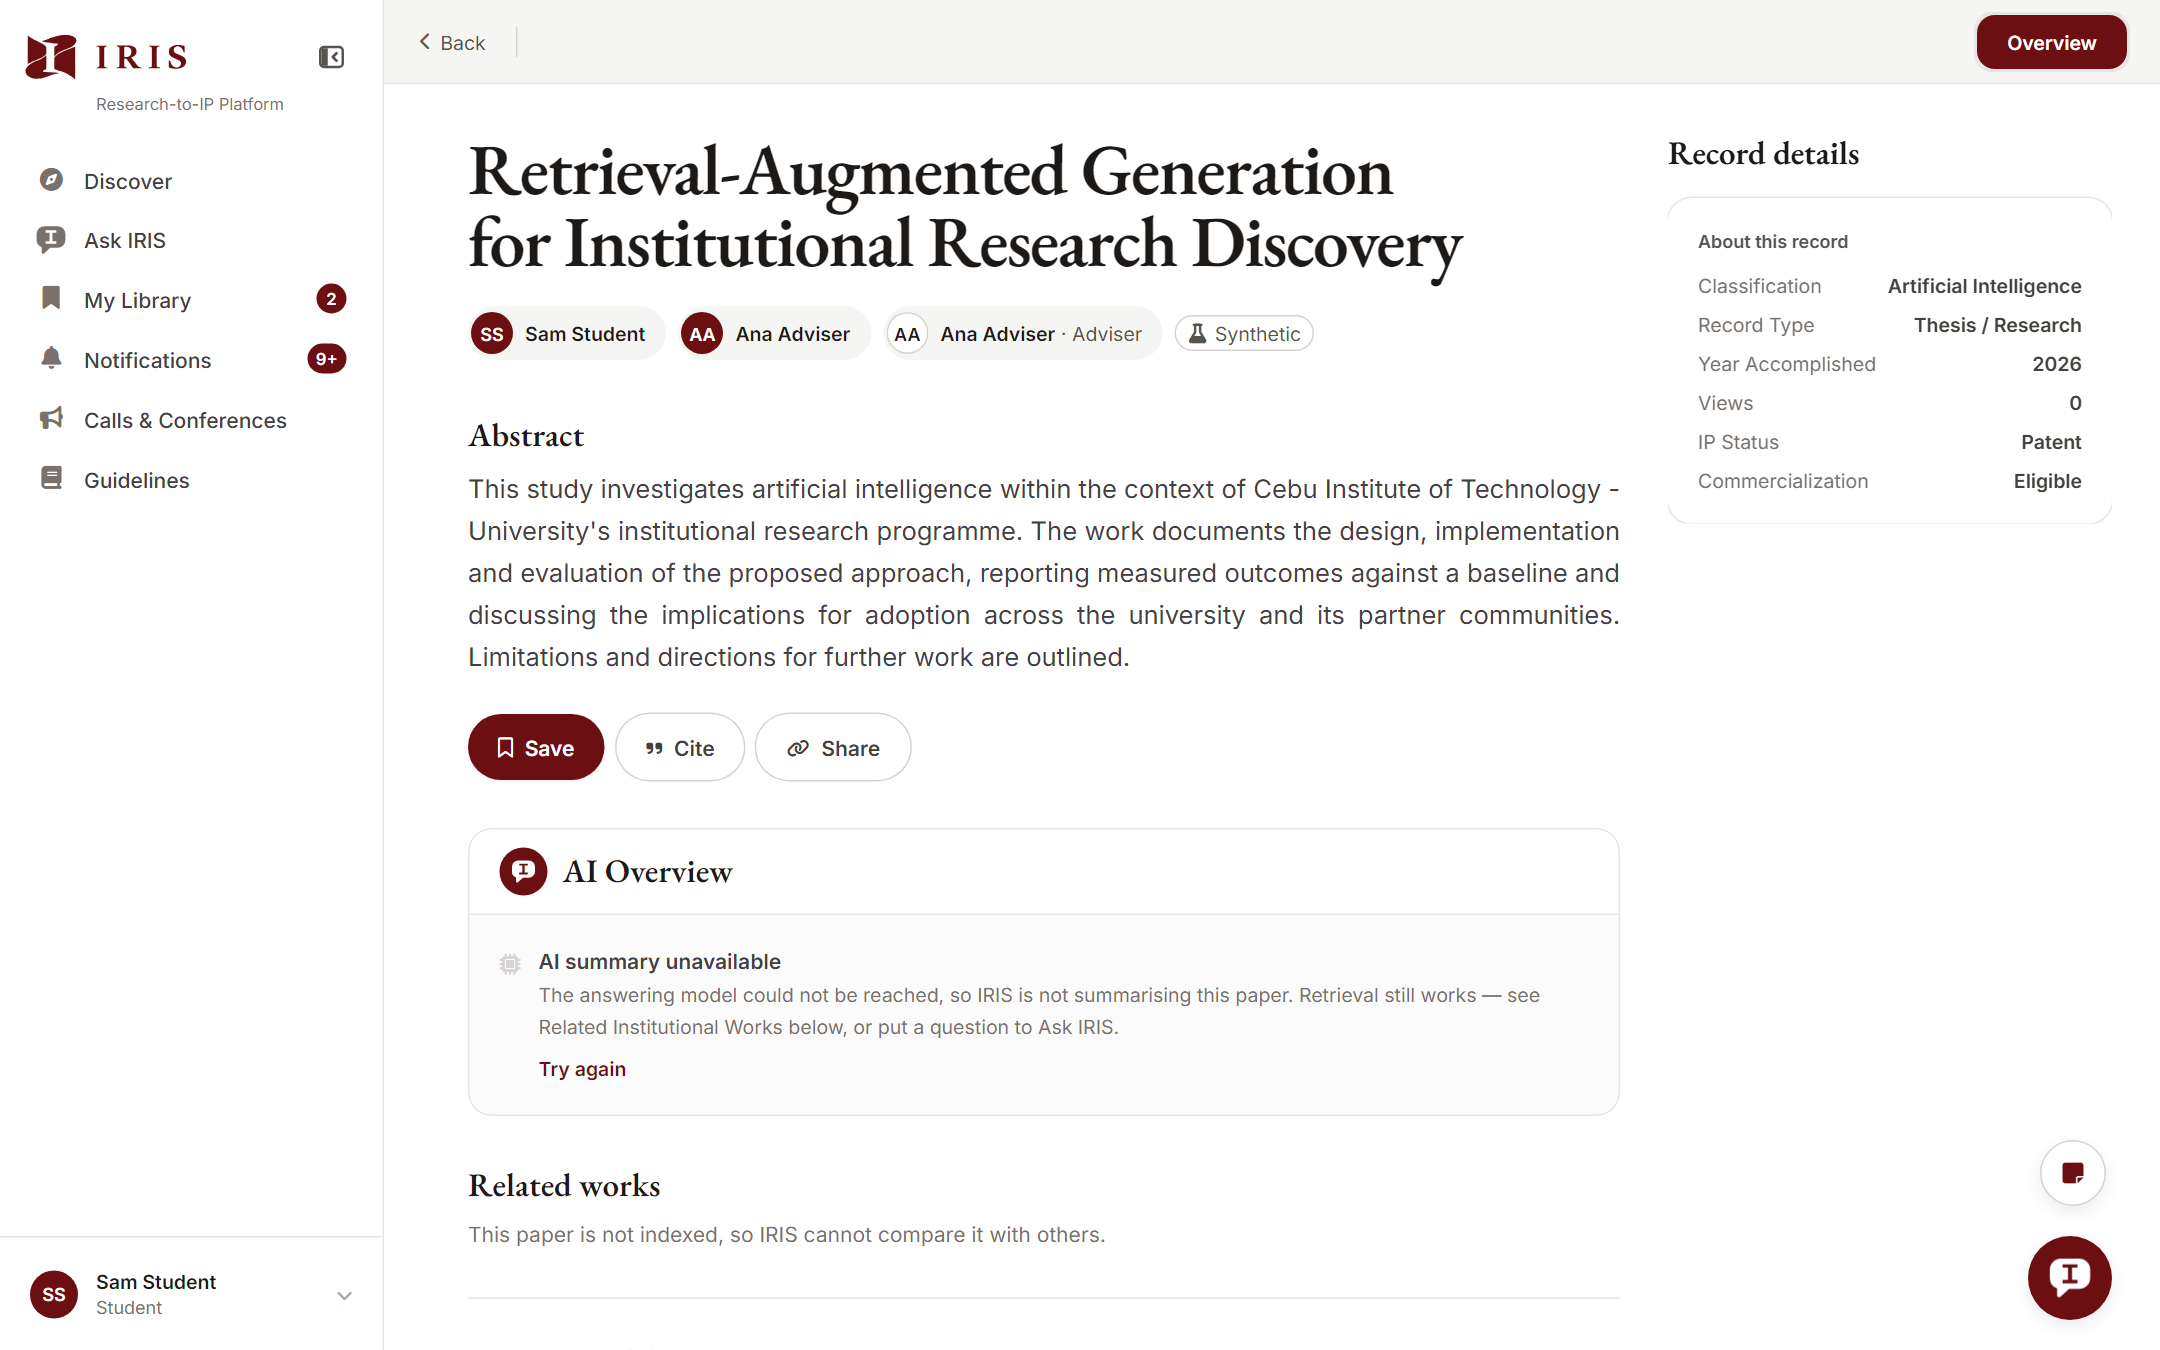 IRIS
Research-to-IP Platform
Discover
Ask IRIS
My Library
2
Notifications
9+
Calls & Conferences
Guidelines
SS
Sam Student
Student
Back
Overview
Retrieval-Augmented Generation
for Institutional Research Discovery
SS Sam Student
AA Ana Adviser
AA Ana Adviser · Adviser
Synthetic
Abstract
This study investigates artificial intelligence within the context of Cebu Institute of Technology -
University's institutional research programme. The work documents the design, implementation
and evaluation of the proposed approach, reporting measured outcomes against a baseline and
discussing the implications for adoption across the university and its partner communities.
Limitations and directions for further work are outlined.
Save
Cite
Share
AI Overview
AI summary unavailable
The answering model could not be reached, so IRIS is not summarising this paper. Retrieval still works — see
Related Institutional Works below, or put a question to Ask IRIS.
Try again
Related works
This paper is not indexed, so IRIS cannot compare it with others.
Record details
About this record
Classification Artificial Intelligence
Record Type Thesis / Research
Year Accomplished 2026
Views 0
IP Status Patent
Commercialization Eligible